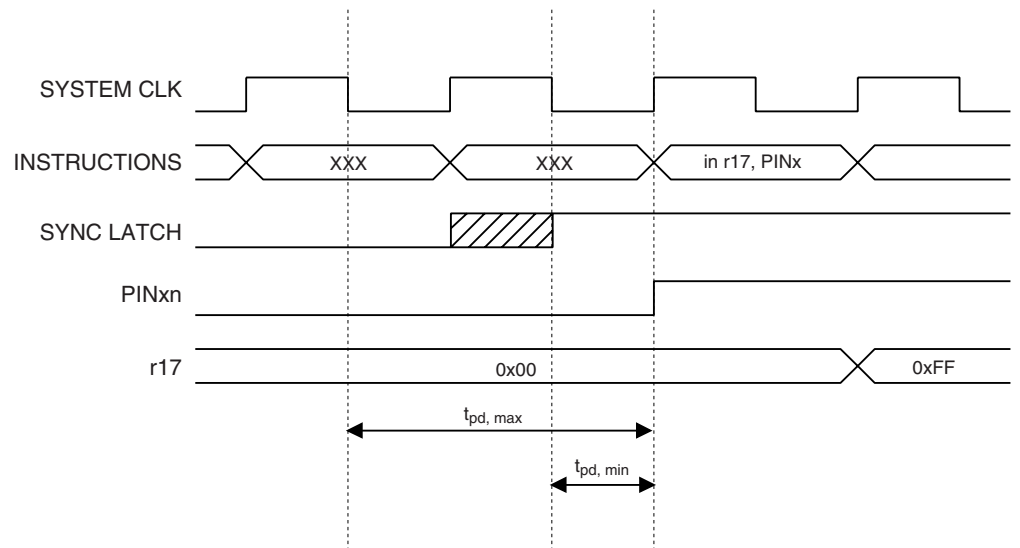 SYSTEM CLK
INSTRUCTIONS XXX XXX in r17, PINx
SYNC LATCH
PINxn
r17 0x00 0xFF
tpd, max
tpd, min